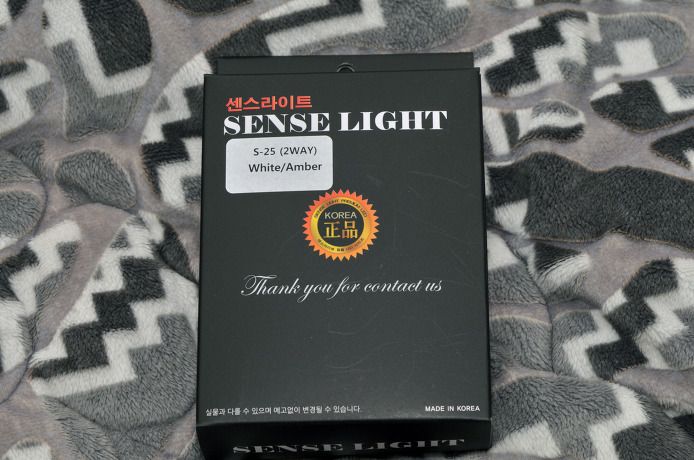 센스라이트
SENSE LIGHT
S-25 (2WAY)
White/Amber
KOREA
正品
Thank you for contact us
실물과 다를 수 있으며 예고없이 변경될 수 있습니다.
MADE IN KOREA
SENSE LIGHT